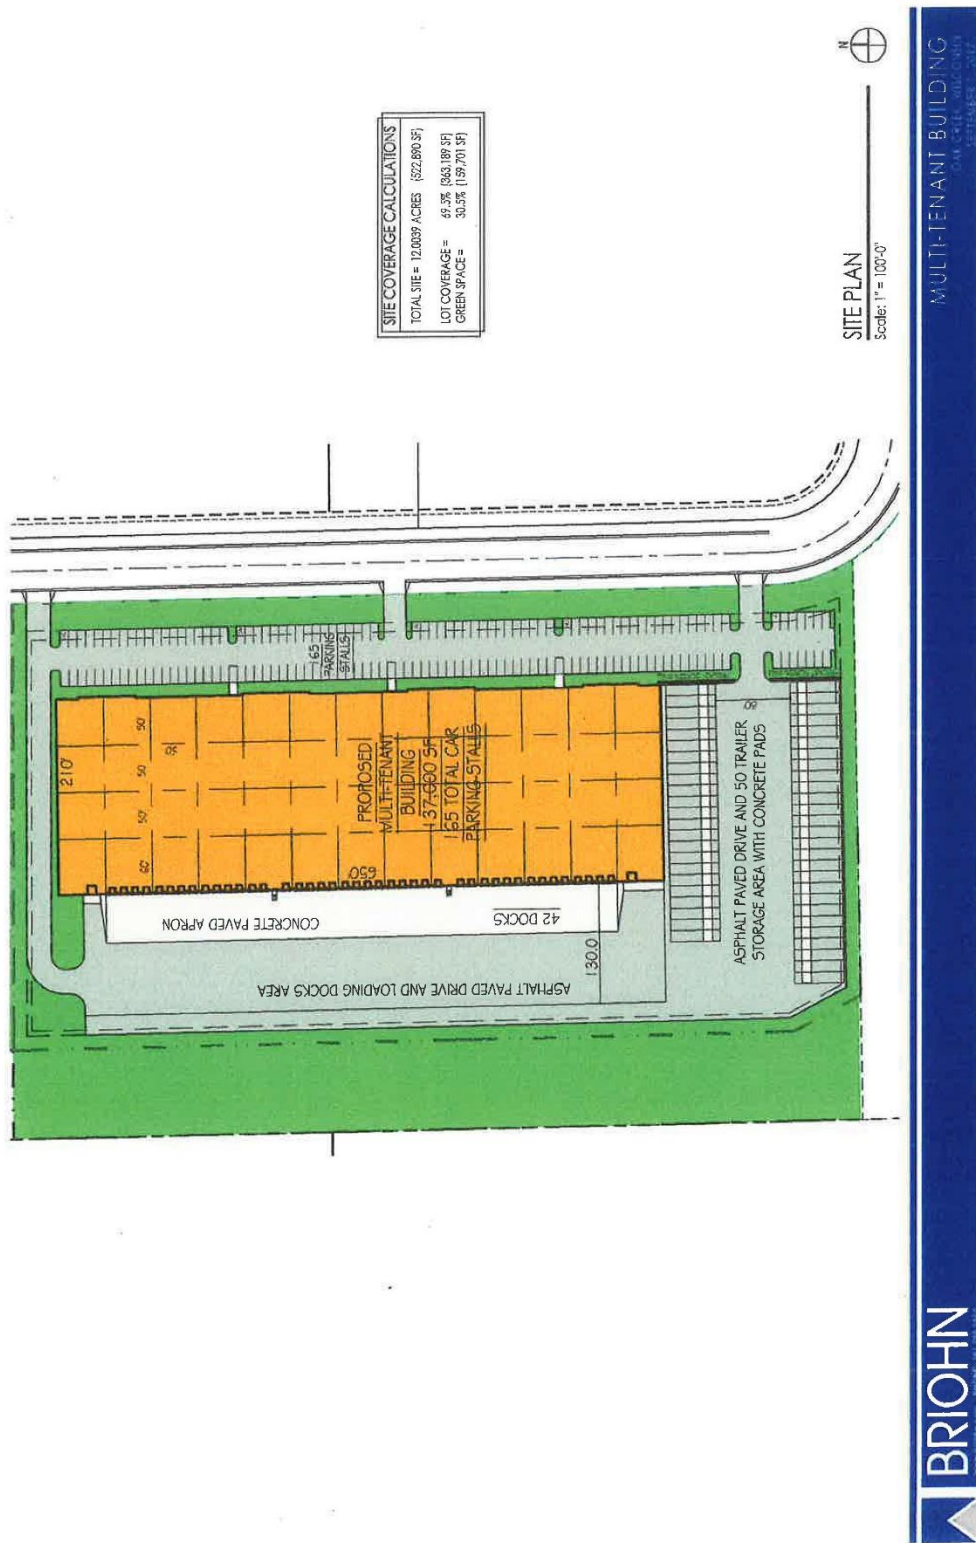 SITE COVERAGE CALCULATIONS
TOTAL SITE = 12.0039 ACRES (522,890 SF)
LOT COVERAGE = 69.5% (363,189 SF)
GREEN SPACE = 30.5% (159,701 SF)
N
SITE PLAN
Scale: 1" = 100'-0"
165
PARKING
STALLS
210'
50'
50'
50'
60'
50'
650'
PROPOSED
MULTI-TENANT
BUILDING
137,000 SF
165 TOTAL CAR
PARKING STALLS
CONCRETE PAVED APRON
42 DOCKS
130.0
ASPHALT PAVED DRIVE AND LOADING DOCKS AREA
ASPHALT PAVED DRIVE AND 50 TRAILER
STORAGE AREA WITH CONCRETE PADS
BRIOHN
MULTI-TENANT BUILDING
OAK CREEK, WISCONSIN